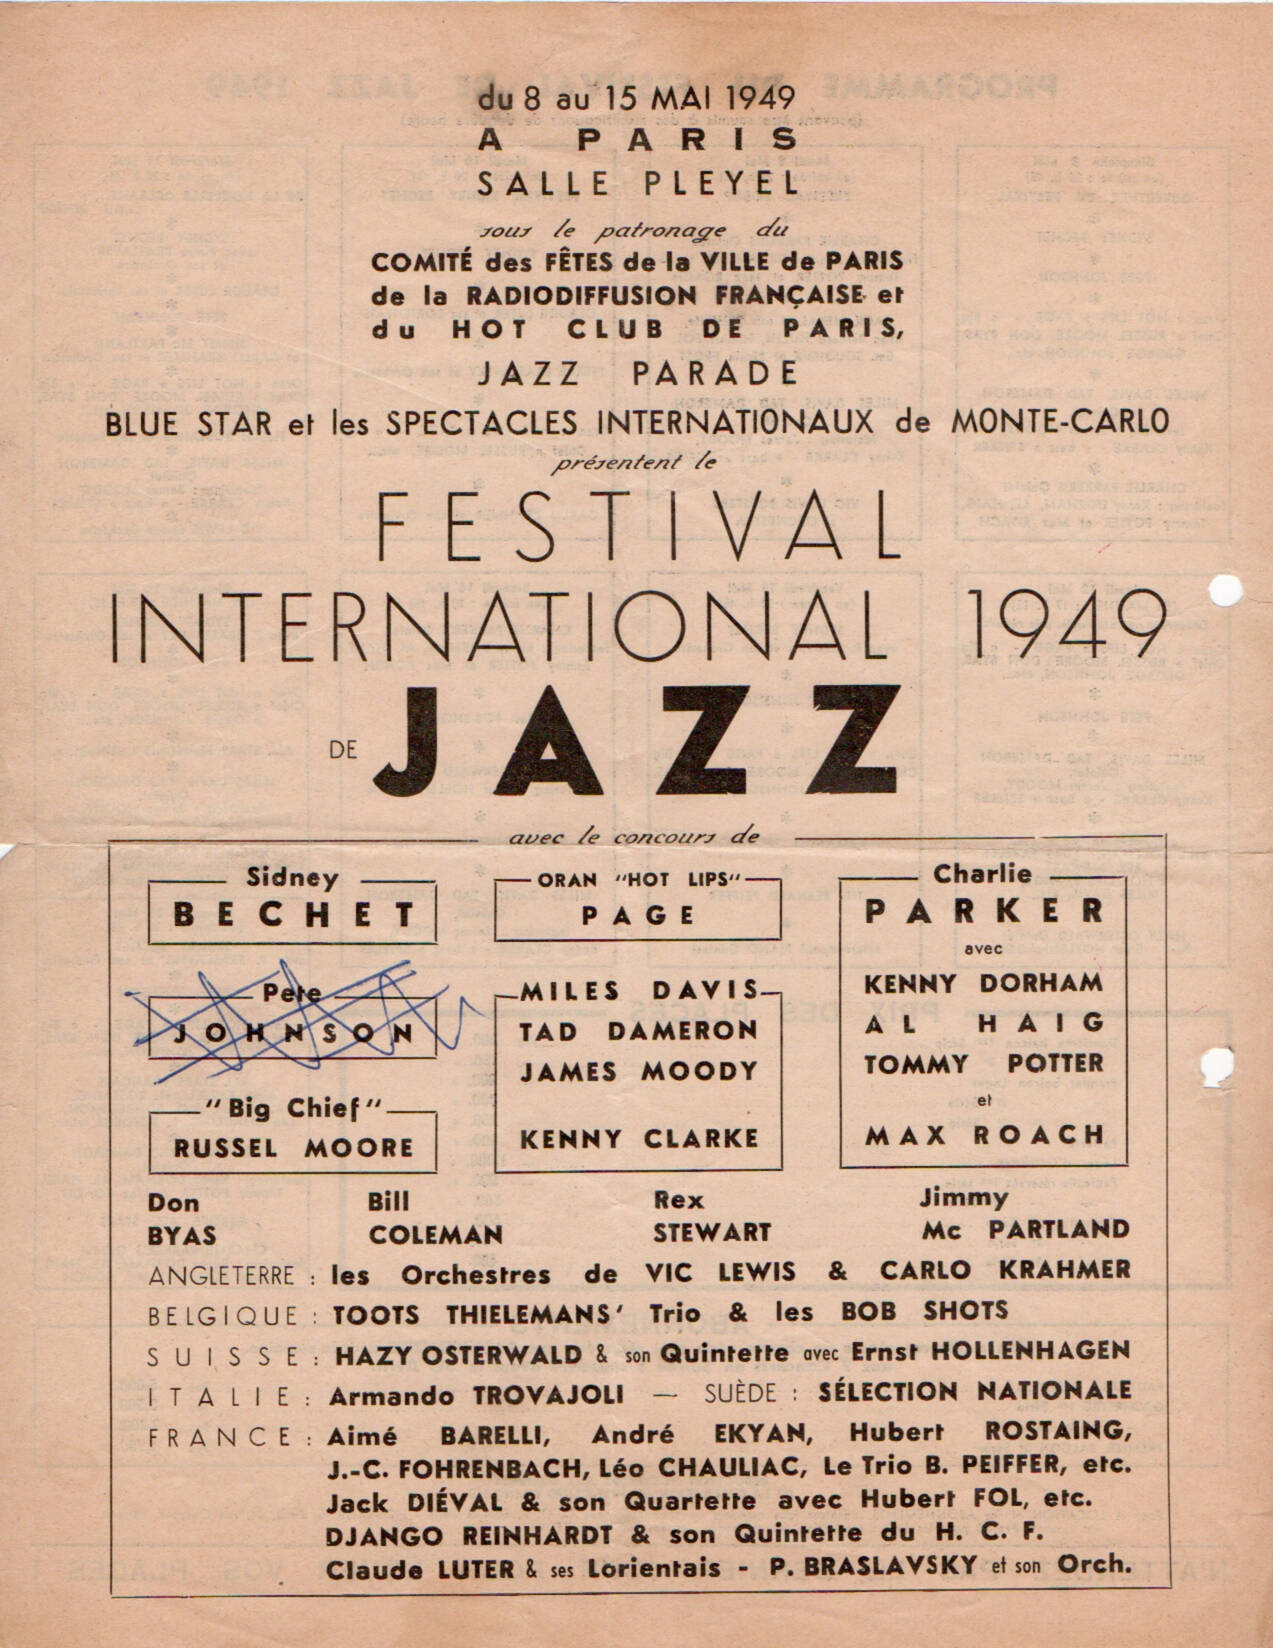 du 8 au 15 MAI 1949
A PARIS
SALLE PLEYEL
sous le patronage du
COMITÉ des FÊTES de la VILLE de PARIS
de la RADIODIFFUSION FRANÇAISE et
du HOT CLUB DE PARIS,
JAZZ PARADE
BLUE STAR et les SPECTACLES INTERNATIONAUX de MONTE-CARLO
présentent le
FESTIVAL
INTERNATIONAL 1949
DE JAZZ
avec le concours de
Sidney
BECHET
Pete
JOHNSON
"Big Chief"
RUSSEL MOORE
ORAN "HOT LIPS"
PAGE
MILES DAVIS
TAD DAMERON
JAMES MOODY
KENNY CLARKE
Charlie
PARKER
avec
KENNY DORHAM
AL HAIG
TOMMY POTTER
et
MAX ROACH
Don Bill Rex Jimmy
BYAS COLEMAN STEWART Mc PARTLAND
ANGLETERRE : les Orchestres de VIC LEWIS & CARLO KRAHMER
BELGIQUE : TOOTS THIELEMANS' Trio & les BOB SHOTS
SUISSE : HAZY OSTERWALD & son Quintette avec Ernst HOLLENHAGEN
ITALIE : Armando TROVAJOLI — SUÈDE : SÉLECTION NATIONALE
FRANCE : Aimé BARELLI, André EKYAN, Hubert ROSTAING,
J.-C. FOHRENBACH, Léo CHAULIAC, Le Trio B. PEIFFER, etc.
Jack DIÉVAL & son Quartette avec Hubert FOL, etc.
DJANGO REINHARDT & son Quintette du H. C. F.
Claude LUTER & ses Lorientais - P. BRASLAVSKY et son Orch.